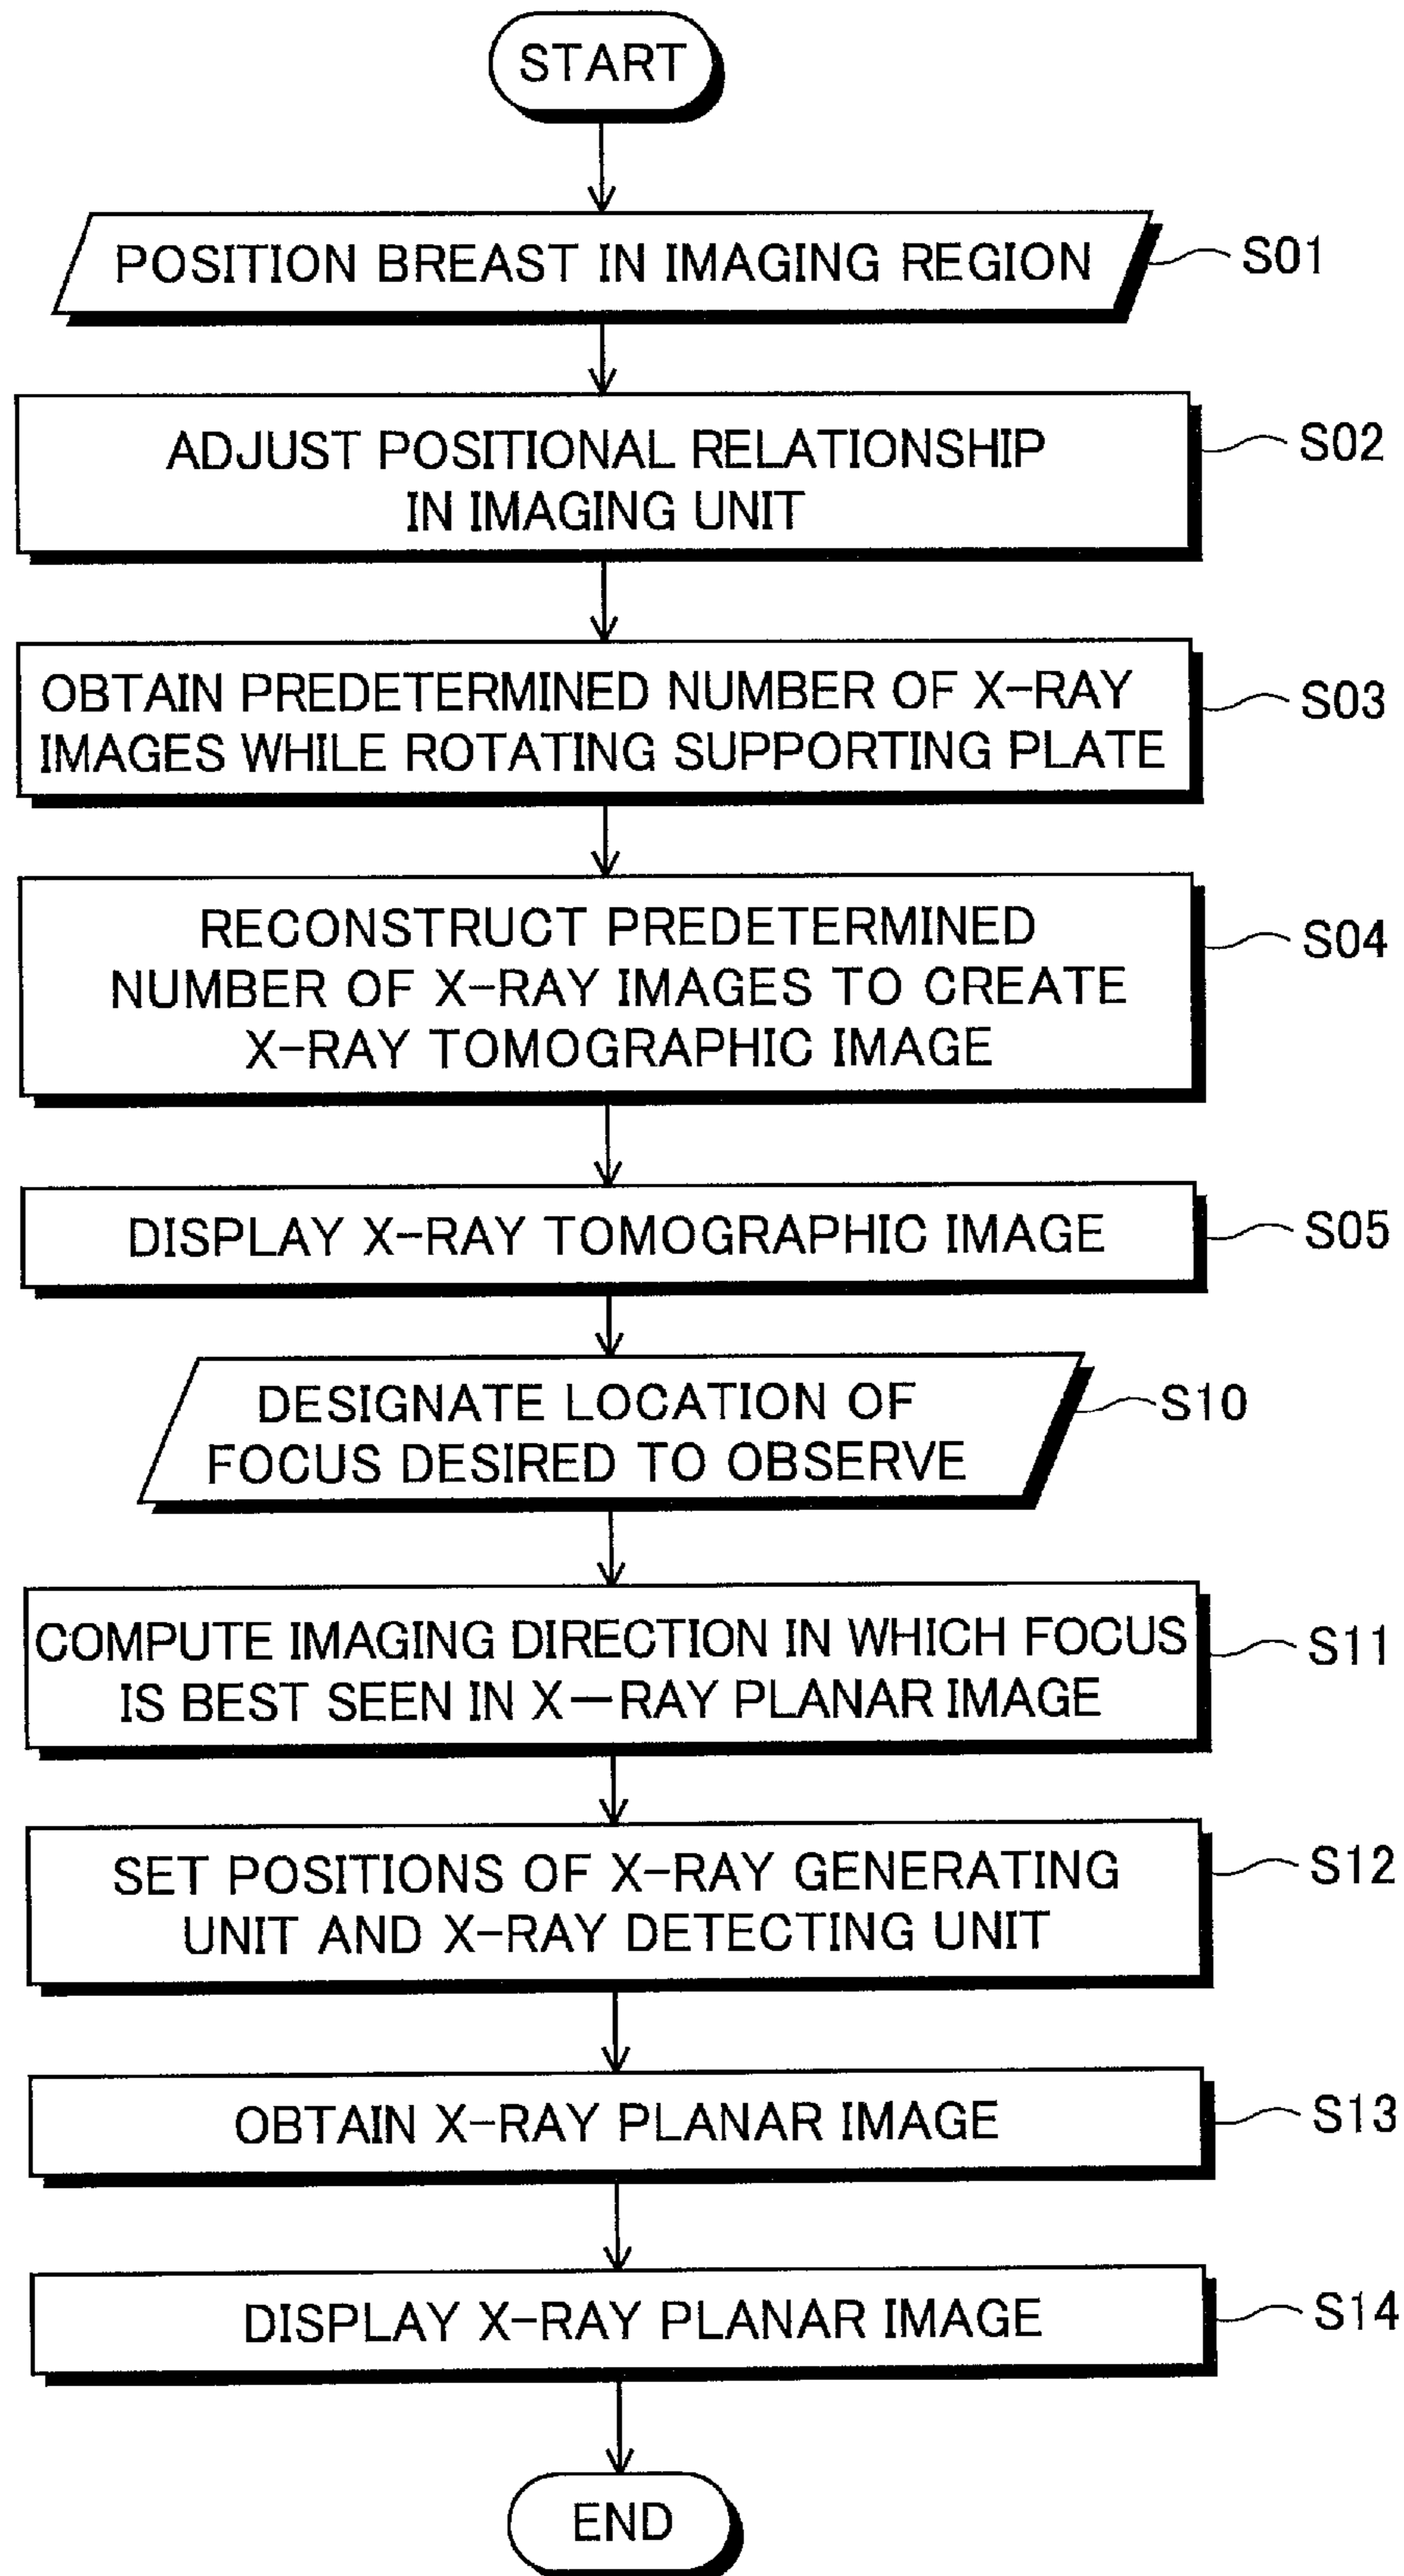 START
POSITION BREAST IN IMAGING REGION
S01
ADJUST POSITIONAL RELATIONSHIP
IN IMAGING UNIT
S02
OBTAIN PREDETERMINED NUMBER OF X-RAY
IMAGES WHILE ROTATING SUPPORTING PLATE
S03
RECONSTRUCT PREDETERMINED
NUMBER OF X-RAY IMAGES TO CREATE
X-RAY TOMOGRAPHIC IMAGE
S04
DISPLAY X-RAY TOMOGRAPHIC IMAGE
S05
DESIGNATE LOCATION OF
FOCUS DESIRED TO OBSERVE
S10
COMPUTE IMAGING DIRECTION IN WHICH FOCUS
IS BEST SEEN IN X—RAY PLANAR IMAGE
S11
SET POSITIONS OF X-RAY GENERATING
UNIT AND X-RAY DETECTING UNIT
S12
OBTAIN X-RAY PLANAR IMAGE
S13
DISPLAY X-RAY PLANAR IMAGE
S14
END